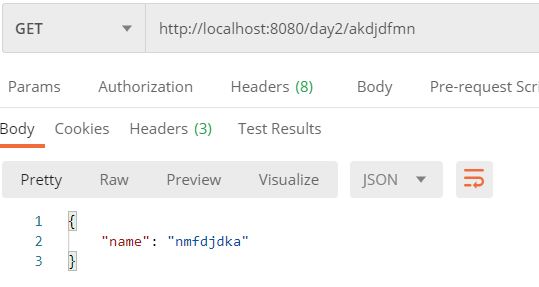 GET http://localhost:8080/day2/akdjdfmn
Params Authorization Headers (8) Body Pre-request Scri
Body Cookies Headers (3) Test Results
Pretty Raw Preview Visualize JSON
1 {
2 "name": "nmfdjdka"
3 }